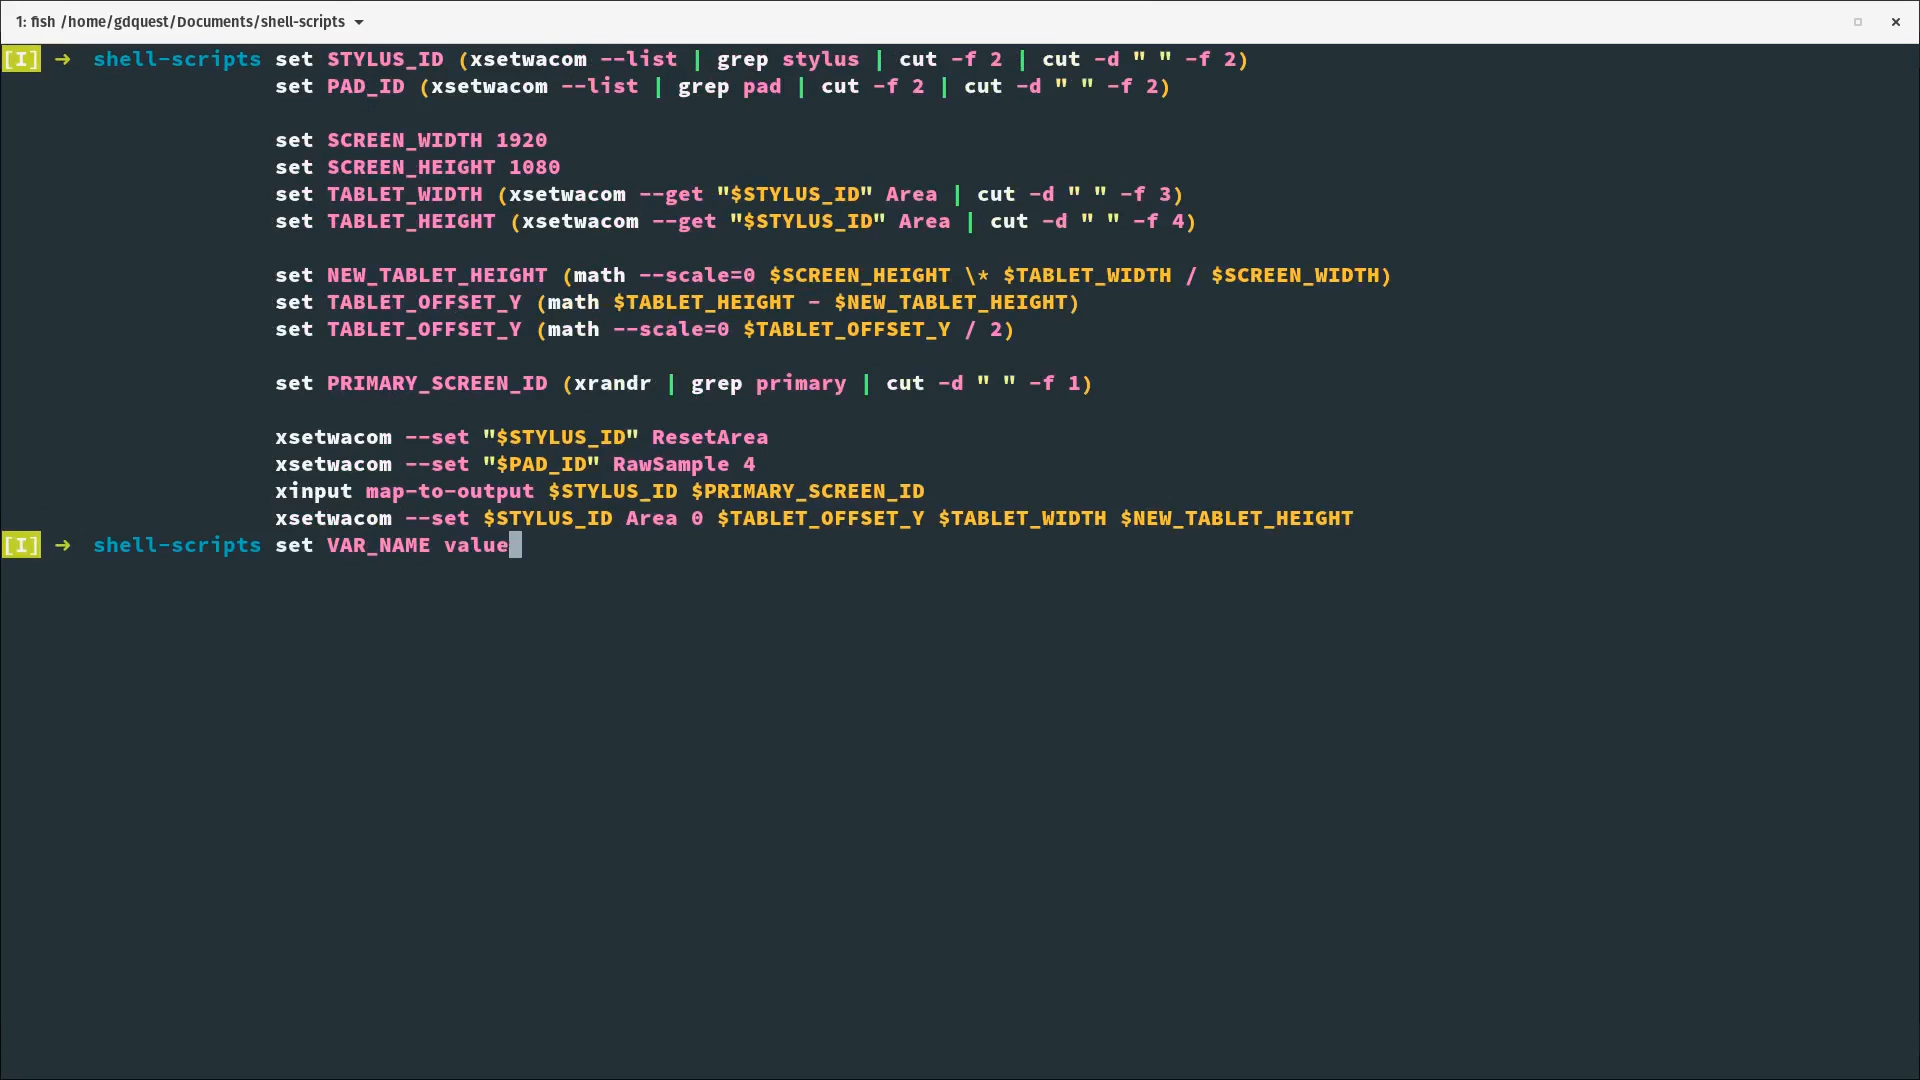 1: fish /home/gdquest/Documents/shell-scripts
[I] → shell-scripts set STYLUS_ID (xsetwacom --list | grep stylus | cut -f 2 | cut -d " " -f 2)
set PAD_ID (xsetwacom --list | grep pad | cut -f 2 | cut -d " " -f 2)
set SCREEN_WIDTH 1920
set SCREEN_HEIGHT 1080
set TABLET_WIDTH (xsetwacom --get "$STYLUS_ID" Area | cut -d " " -f 3)
set TABLET_HEIGHT (xsetwacom --get "$STYLUS_ID" Area | cut -d " " -f 4)
set NEW_TABLET_HEIGHT (math --scale=0 $SCREEN_HEIGHT \* $TABLET_WIDTH / $SCREEN_WIDTH)
set TABLET_OFFSET_Y (math $TABLET_HEIGHT - $NEW_TABLET_HEIGHT)
set TABLET_OFFSET_Y (math --scale=0 $TABLET_OFFSET_Y / 2)
set PRIMARY_SCREEN_ID (xrandr | grep primary | cut -d " " -f 1)
xsetwacom --set "$STYLUS_ID" ResetArea
xsetwacom --set "$PAD_ID" RawSample 4
xinput map-to-output $STYLUS_ID $PRIMARY_SCREEN_ID
xsetwacom --set $STYLUS_ID Area 0 $TABLET_OFFSET_Y $TABLET_WIDTH $NEW_TABLET_HEIGHT
[I] → shell-scripts set VAR_NAME value